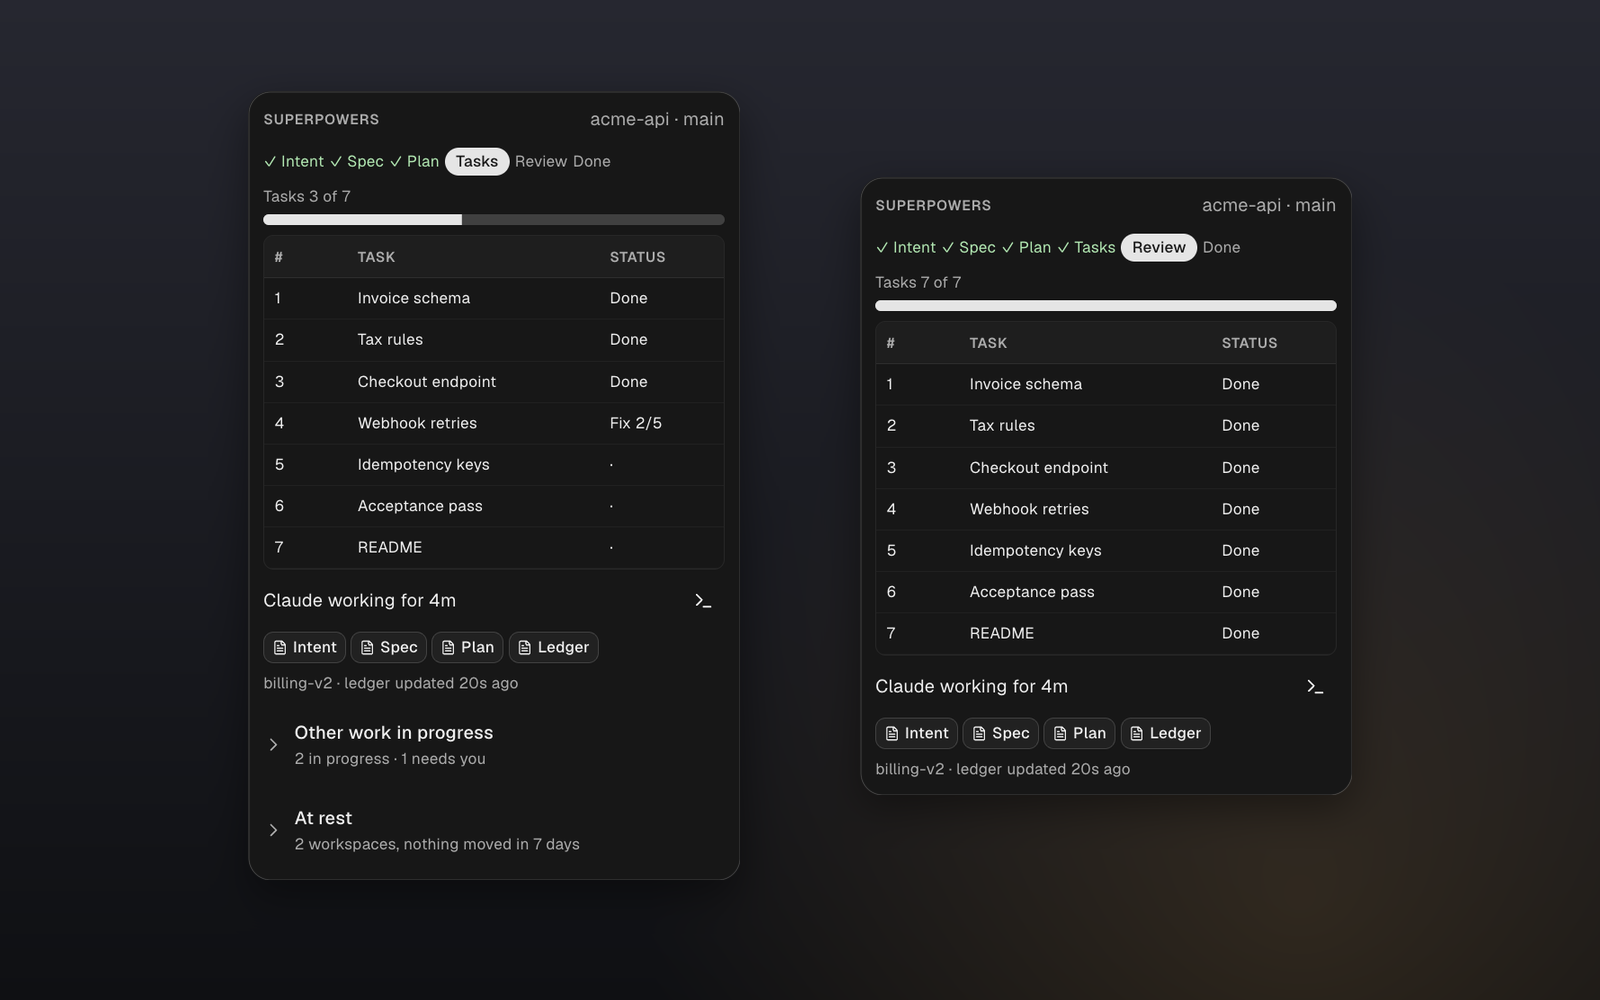 SUPERPOWERS acme-api · main
✓ Intent ✓ Spec ✓ Plan Tasks Review Done
Tasks 3 of 7
# TASK STATUS
1 Invoice schema Done
2 Tax rules Done
3 Checkout endpoint Done
4 Webhook retries Fix 2/5
5 Idempotency keys ·
6 Acceptance pass ·
7 README ·
Claude working for 4m
Intent Spec Plan Ledger
billing-v2 · ledger updated 20s ago
Other work in progress
2 in progress · 1 needs you
At rest
2 workspaces, nothing moved in 7 days
SUPERPOWERS acme-api · main
✓ Intent ✓ Spec ✓ Plan ✓ Tasks Review Done
Tasks 7 of 7
# TASK STATUS
1 Invoice schema Done
2 Tax rules Done
3 Checkout endpoint Done
4 Webhook retries Done
5 Idempotency keys Done
6 Acceptance pass Done
7 README Done
Claude working for 4m
Intent Spec Plan Ledger
billing-v2 · ledger updated 20s ago